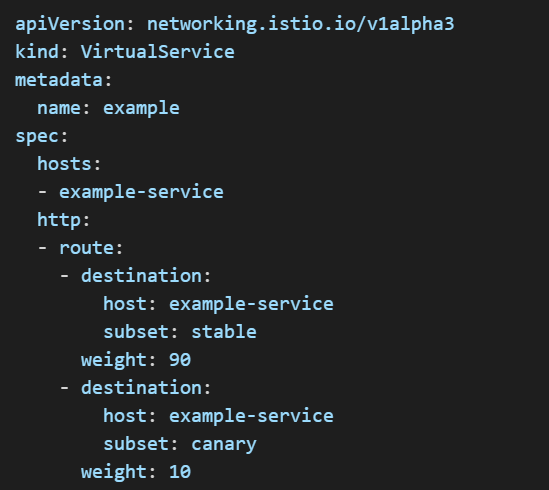 apiVersion: networking.istio.io/v1alpha3
kind: VirtualService
metadata:
  name: example
spec:
  hosts:
  - example-service
  http:
  - route:
    - destination:
        host: example-service
        subset: stable
      weight: 90
    - destination:
        host: example-service
        subset: canary
      weight: 10